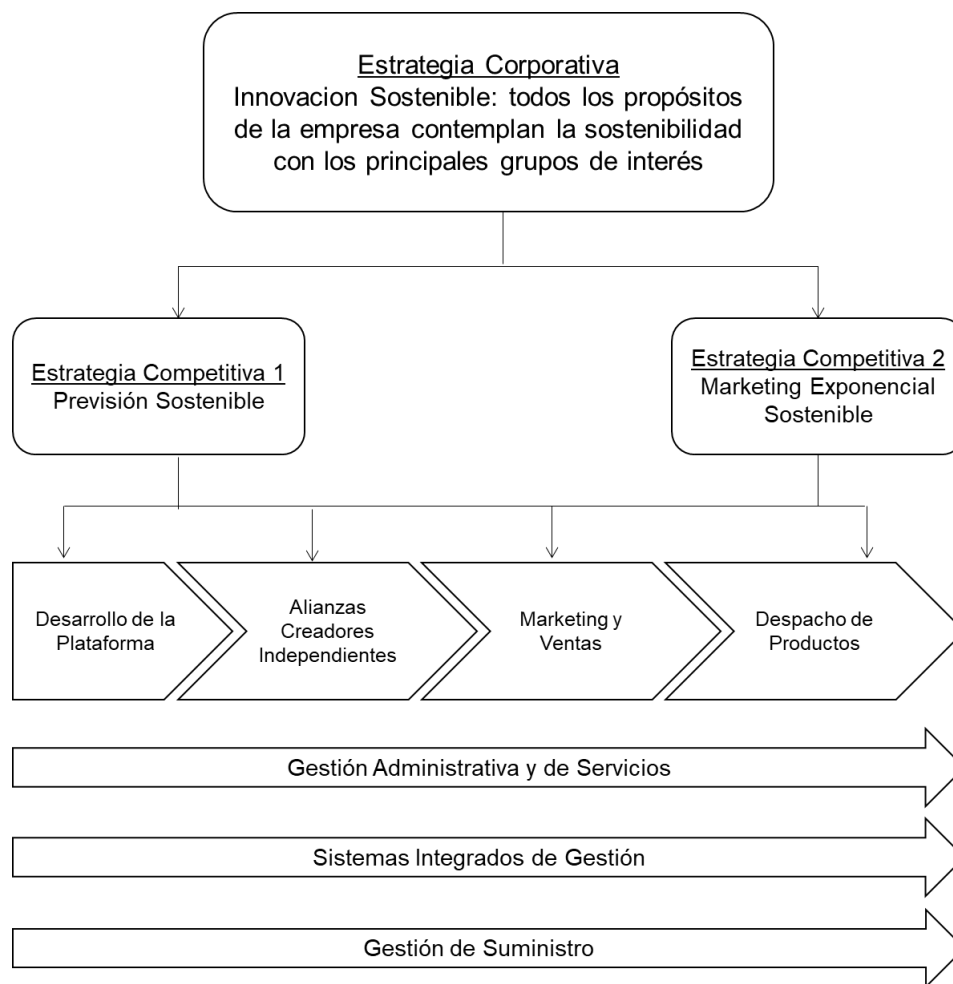 Estrategia Corporativa
Innovacion Sostenible: todos los propósitos
de la empresa contemplan la sostenibilidad
con los principales grupos de interés
Estrategia Competitiva 1
Previsión Sostenible
Estrategia Competitiva 2
Marketing Exponencial
Sostenible
Desarrollo de la
Plataforma
Alianzas
Creadores
Independientes
Marketing y
Ventas
Despacho de
Productos
Gestión Administrativa y de Servicios
Sistemas Integrados de Gestión
Gestión de Suministro